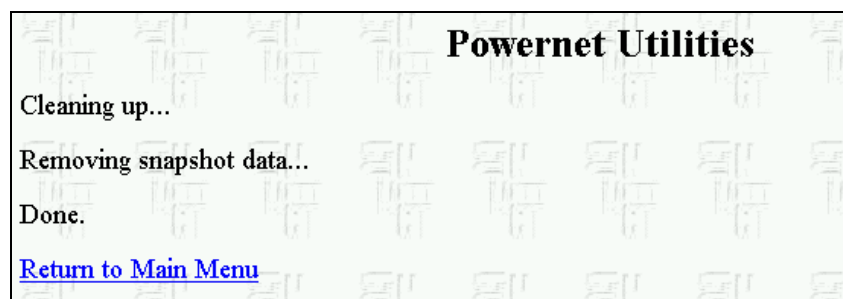 Powernet Utilities
Cleaning up...
Removing snapshot data...
Done.
Return to Main Menu